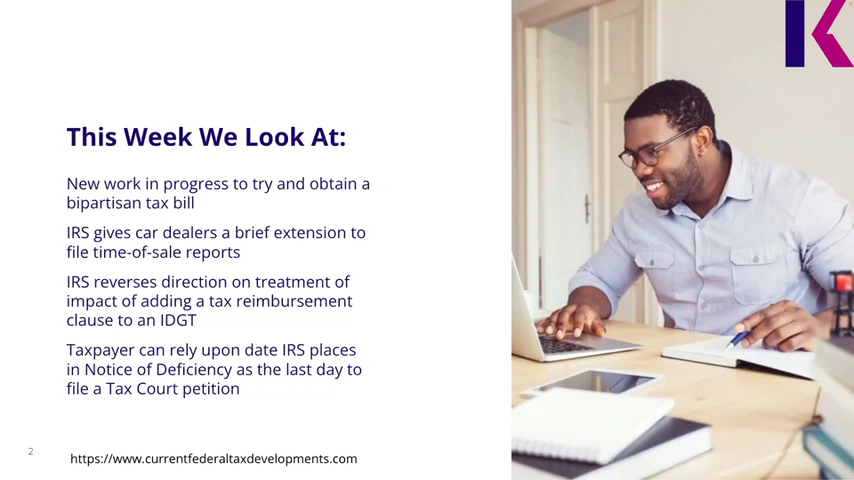 This Week We Look At:
New work in progress to try and obtain a
bipartisan tax bill
IRS gives car dealers a brief extension to
file time-of-sale reports
IRS reverses direction on treatment of
impact of adding a tax reimbursement
clause to an IDGT
Taxpayer can rely upon date IRS places
in Notice of Deficiency as the last day to
file a Tax Court petition
2
https://www.currentfederaltaxdevelopments.com
K